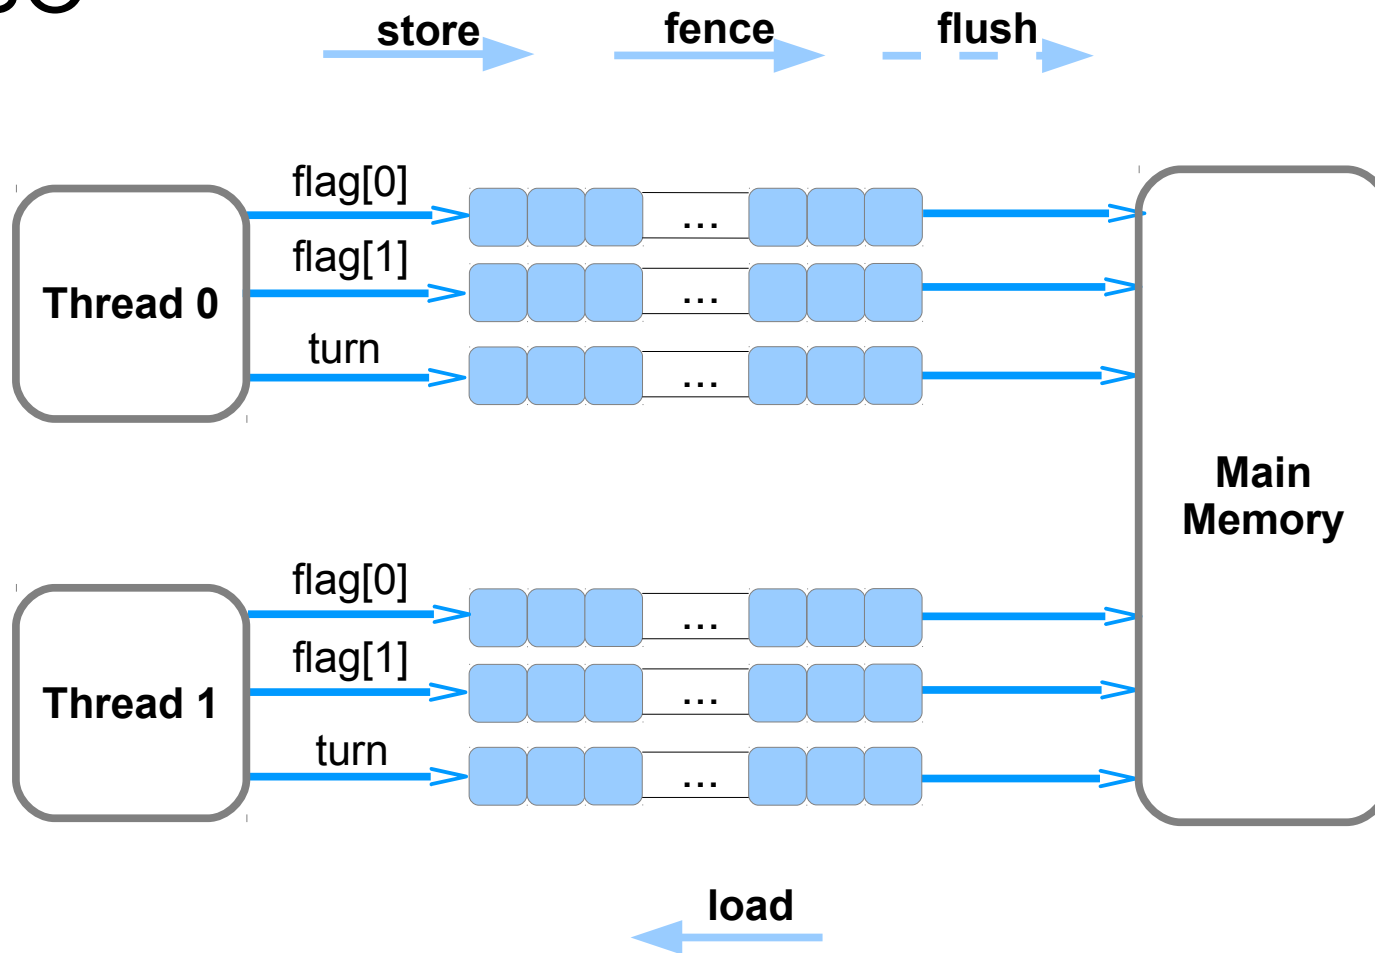 store fence flush
flag[0]
...
flag[1]
...
Thread 0
turn
...
Main
Memory
flag[0]
...
flag[1]
...
Thread 1
turn
...
load